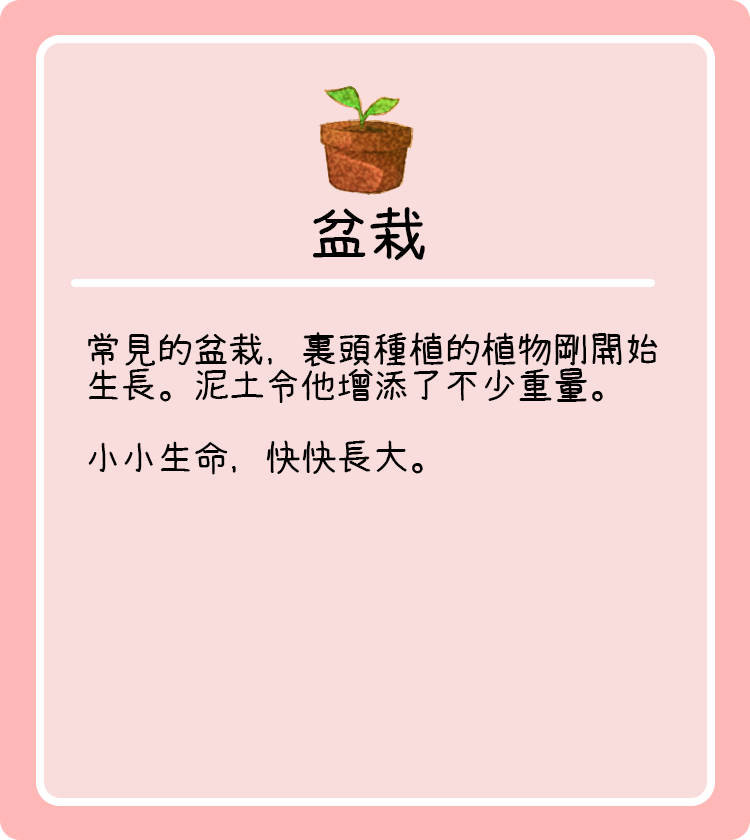 盆栽
常見的盆栽，裏頭種植的植物剛開始
生長。泥土令他增添了不少重量。
小小生命，快快長大。